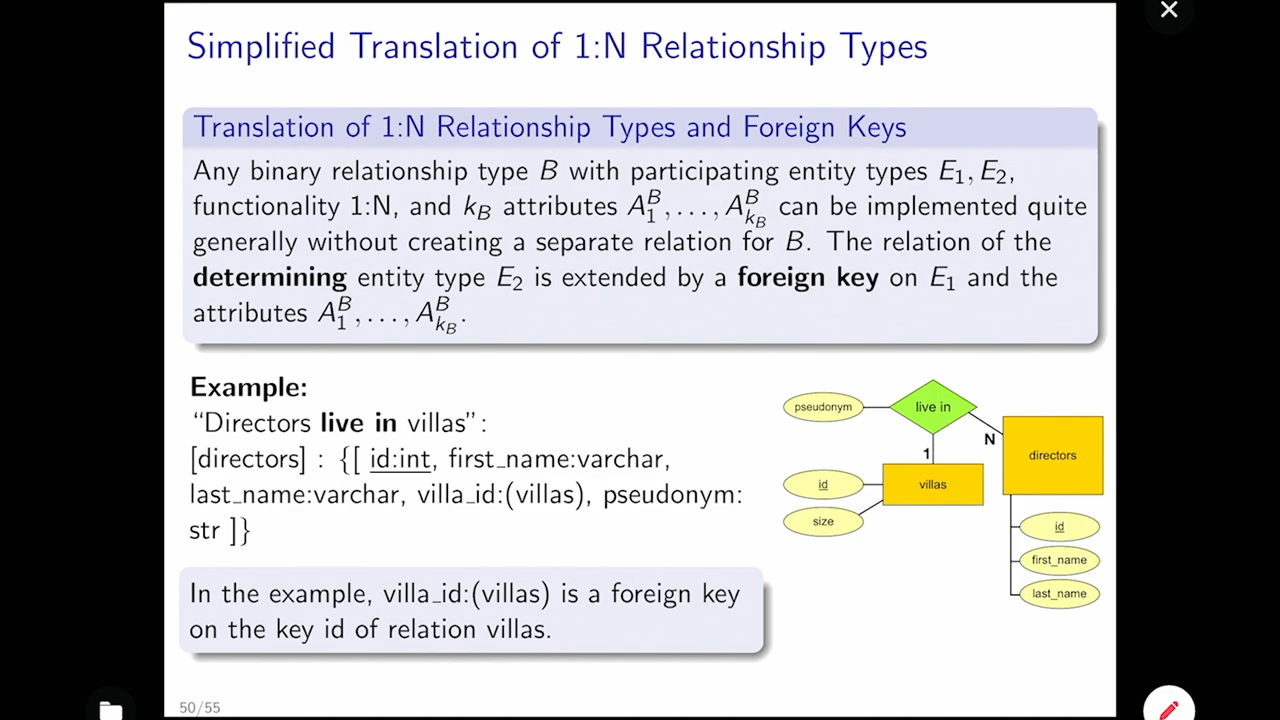 Simplified Translation of 1:N Relationship Types
Translation of 1:N Relationship Types and Foreign Keys
Any binary relationship type B with participating entity types E₁, E₂,
functionality 1:N, and k_B attributes A₁ᴮ, . . . , A_{k_B}ᴮ can be implemented quite
generally without creating a separate relation for B. The relation of the
determining entity type E₂ is extended by a foreign key on E₁ and the
attributes A₁ᴮ, . . . , A_{k_B}ᴮ.
Example:
“Directors live in villas”:
[directors] : {[ id:int, first_name:varchar,
last_name:varchar, villa_id:(villas), pseudonym:
str ]}
pseudonym
live in
N
1
directors
id
villas
size
id
first_name
last_name
In the example, villa_id:(villas) is a foreign key
on the key id of relation villas.
50/55